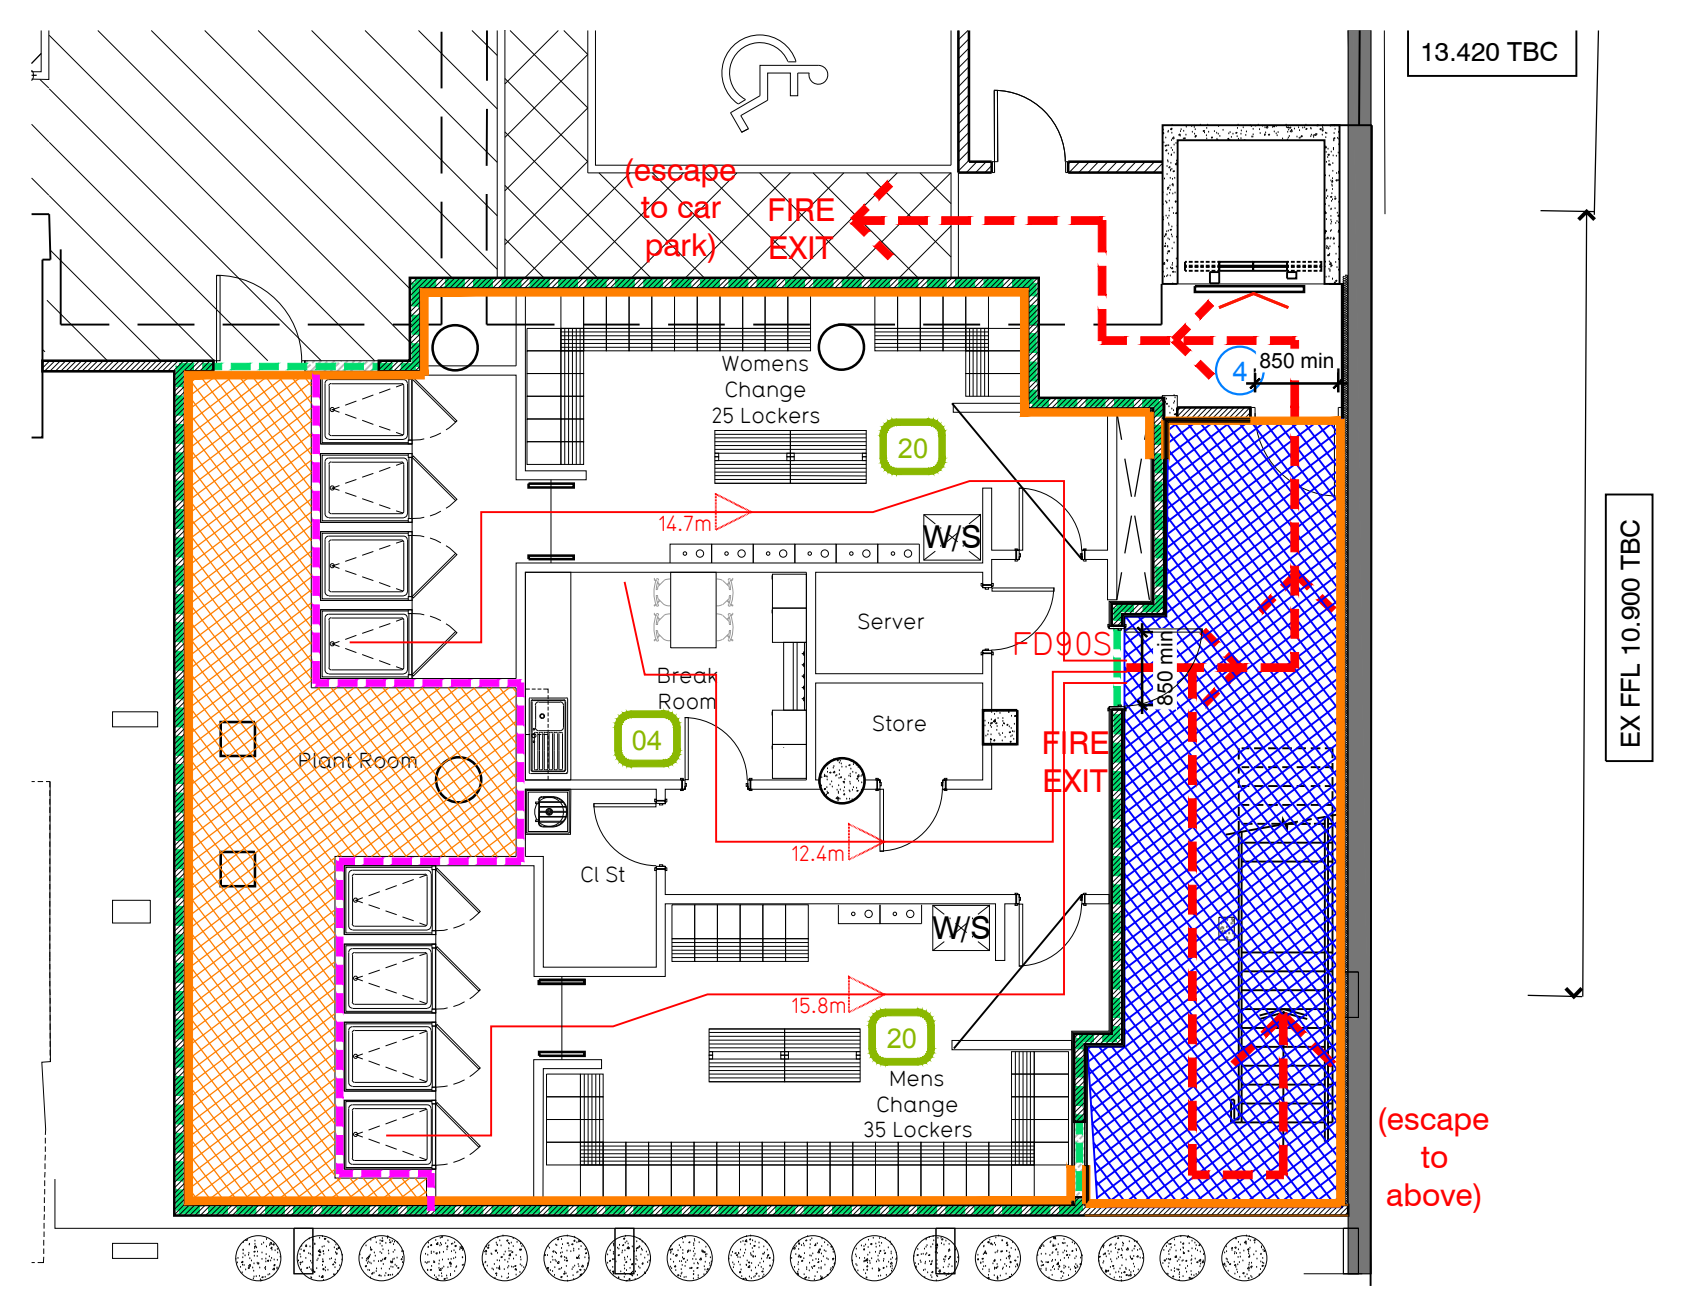 13.420 TBC
(escape
to car
park)
FIRE
EXIT
4
850 min
Womens
Change
25 Lockers
20
14.7m
W/S
EX FFL 10.900 TBC
Server
FD90S
850 min
Break
Room
04
Store
Plant Room
FIRE
EXIT
12.4m
Cl St
W/S
15.8m
20
Mens
Change
35 Lockers
(escape
to
above)